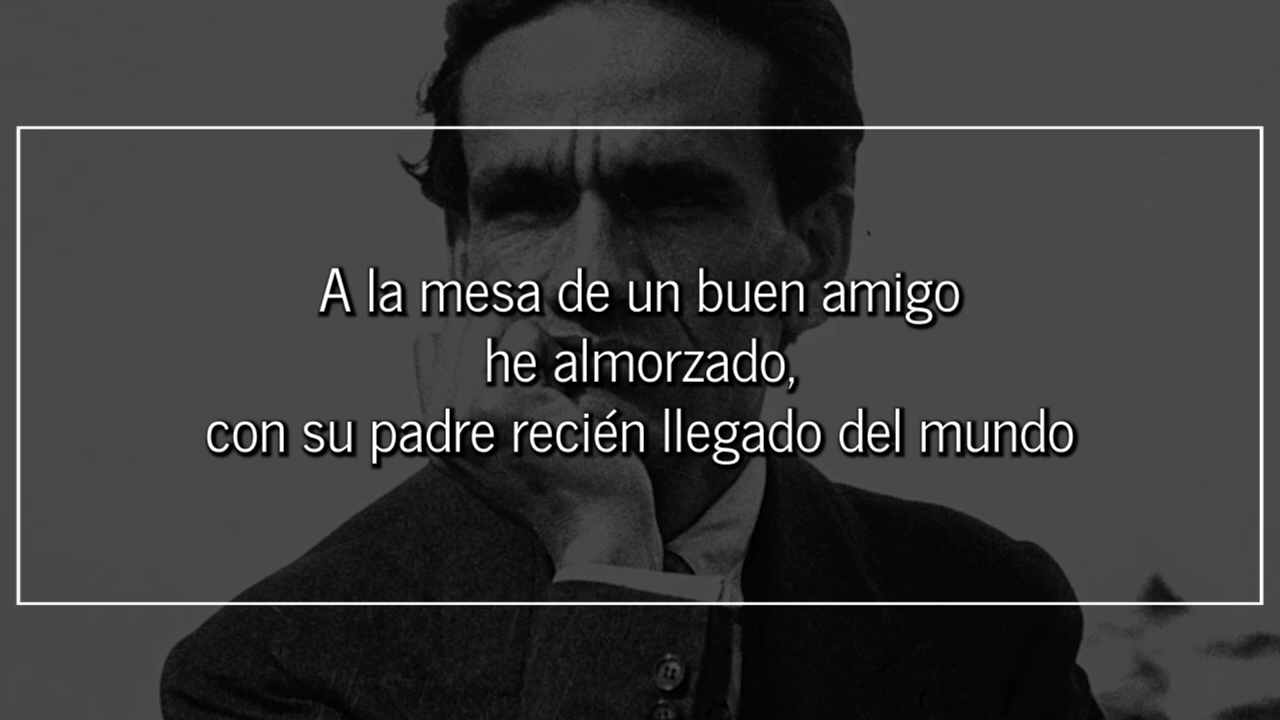 A la mesa de un buen amigo
he almorzado,
con su padre recién llegado del mundo